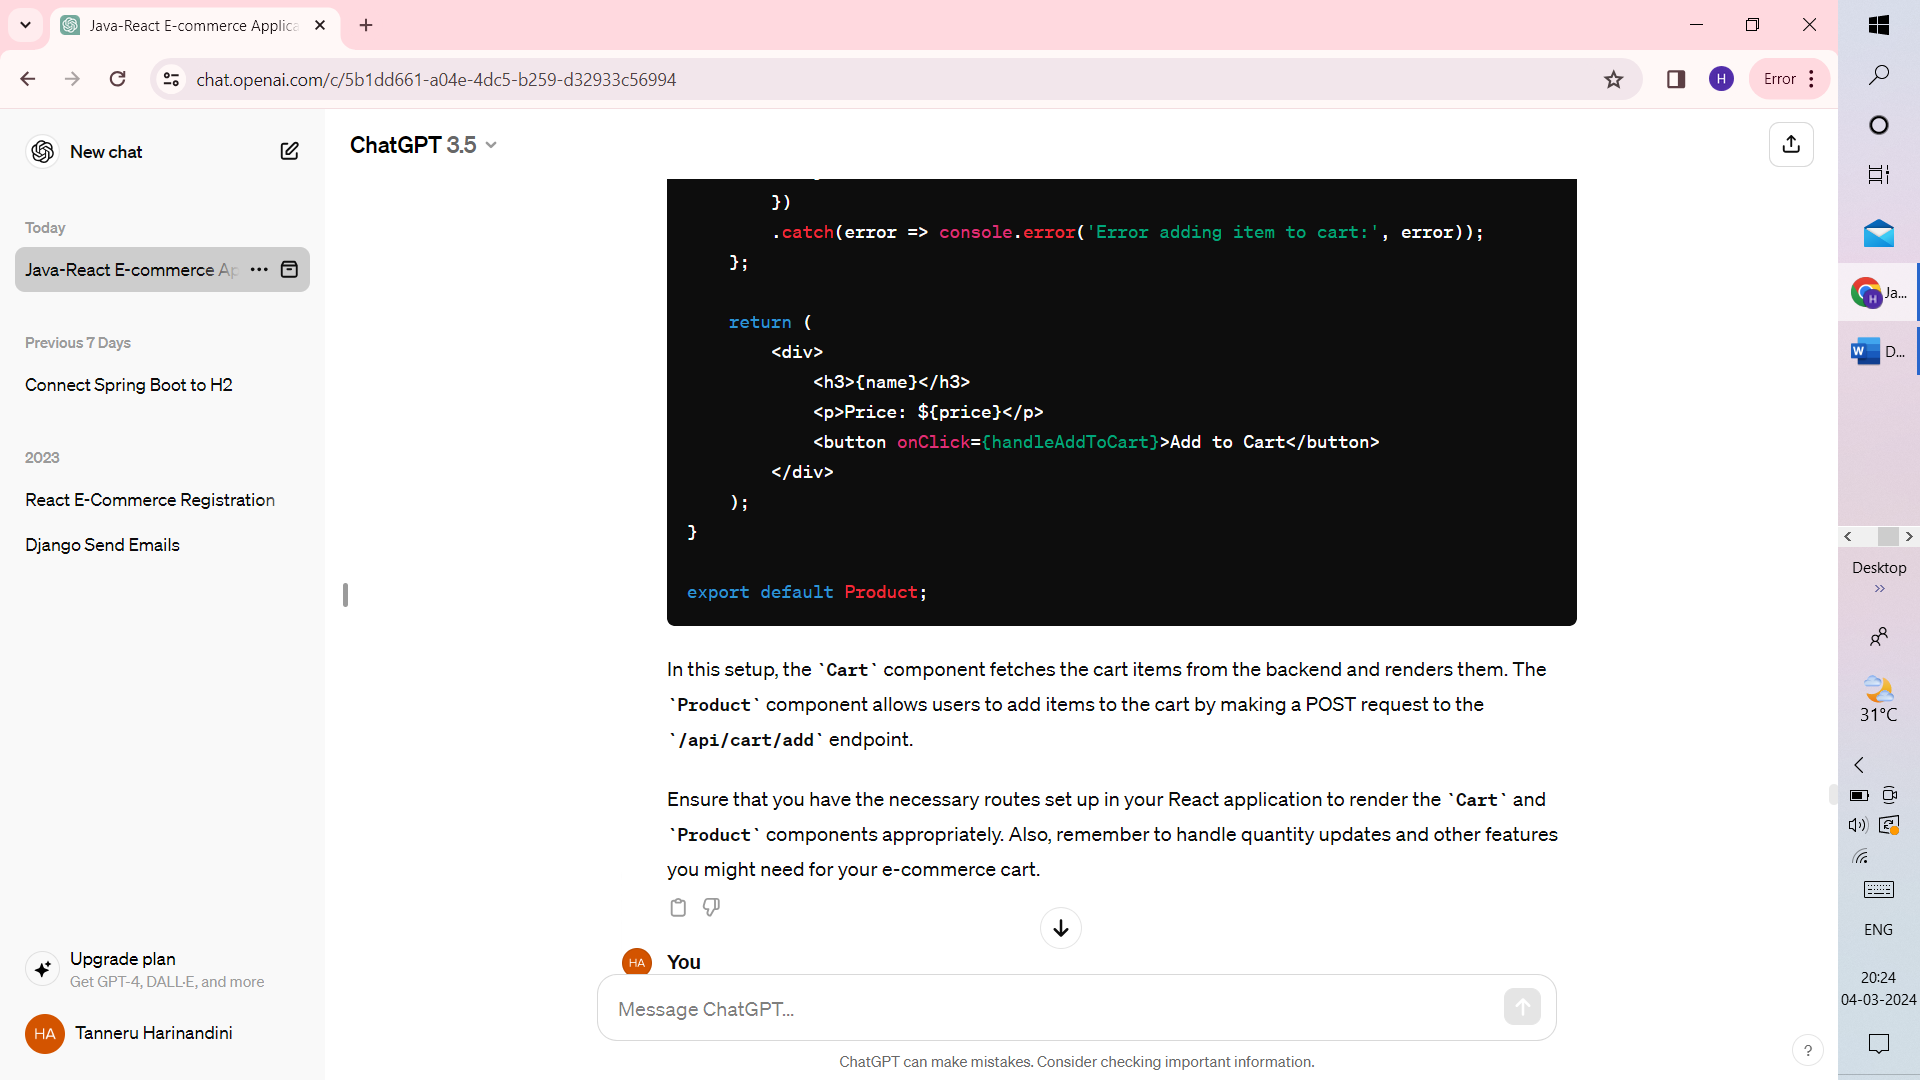 Java-React E-commerce Applica
chat.openai.com/c/5b1dd661-a04e-4dc5-b259-d32933c56994
H
Error
New chat
Today
Java-React E-commerce Ap
Previous 7 Days
Connect Spring Boot to H2
2023
React E-Commerce Registration
Django Send Emails
Upgrade plan
Get GPT-4, DALL·E, and more
HA
Tanneru Harinandini
ChatGPT 3.5
})
.catch(error => console.error('Error adding item to cart:', error));
};
return (
<div>
<h3>{name}</h3>
<p>Price: ${price}</p>
<button onClick={handleAddToCart}>Add to Cart</button>
</div>
);
}
export default Product;
In this setup, the `Cart` component fetches the cart items from the backend and renders them. The
`Product` component allows users to add items to the cart by making a POST request to the
`/api/cart/add` endpoint.
Ensure that you have the necessary routes set up in your React application to render the `Cart` and
`Product` components appropriately. Also, remember to handle quantity updates and other features
you might need for your e-commerce cart.
HA
You
Message ChatGPT...
ChatGPT can make mistakes. Consider checking important information.
?
H
Ja...
W
D...
Desktop
31°C
ENG
20:24
04-03-2024